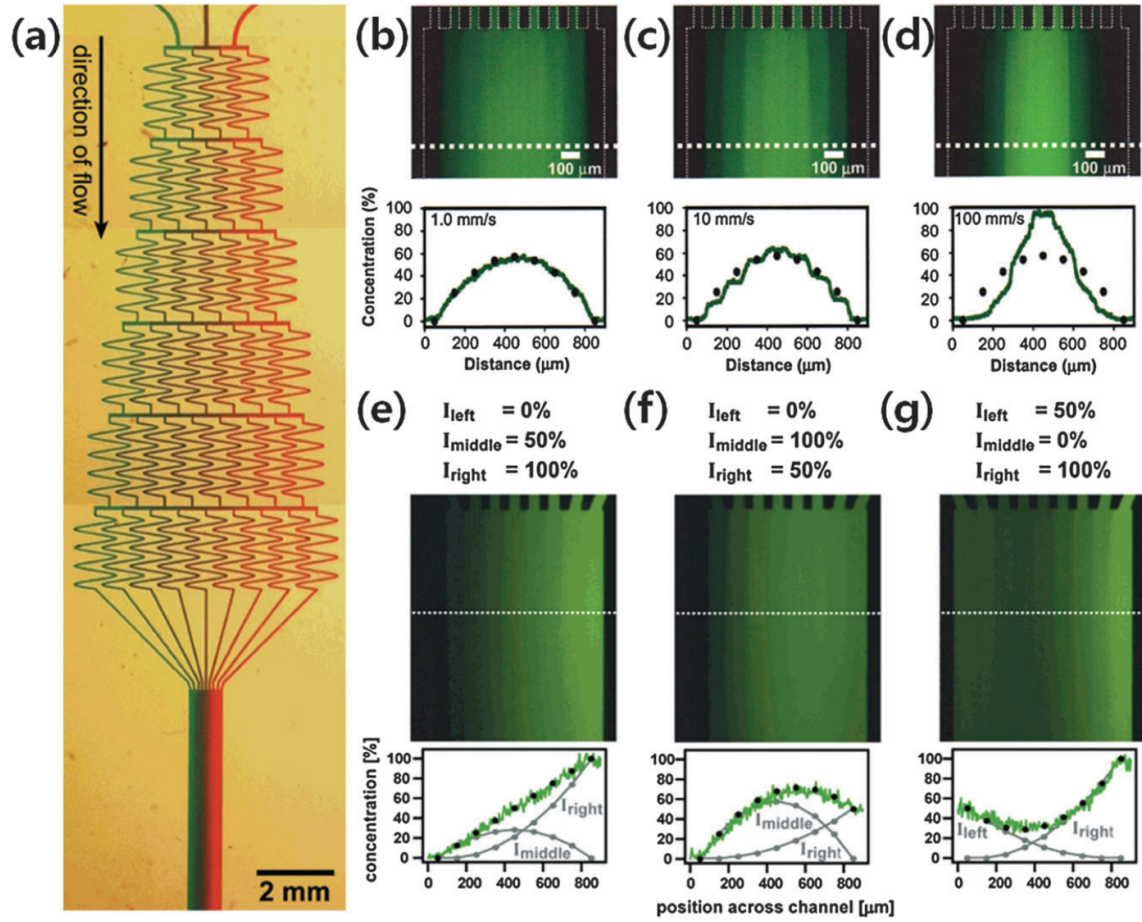 (a)
direction of flow
2 mm
(b)
100
μm
Concentration (%)
100
80
60
40
20
0
1.0 mm/s
0 200 400 600 800
Distance (μm)
(c)
100
μm
100
80
60
40
20
0
10 mm/s
0 200 400 600 800
Distance (μm)
(d)
100
μm
100
80
60
40
20
0
100 mm/s
0 200 400 600 800
Distance (μm)
(e)
Ileft = 0%
Imiddle = 50%
Iright = 100%
concentration [%]
100
80
60
40
20
0
Iright
Imiddle
0 200 400 600 800
(f)
Ileft = 0%
Imiddle = 100%
Iright = 50%
100
80
60
40
20
0
Imiddle
Iright
0 200 400 600 800
position across channel [μm]
(g)
Ileft = 50%
Imiddle = 0%
Iright = 100%
100
80
60
40
20
0
Ileft
Iright
0 200 400 600 800